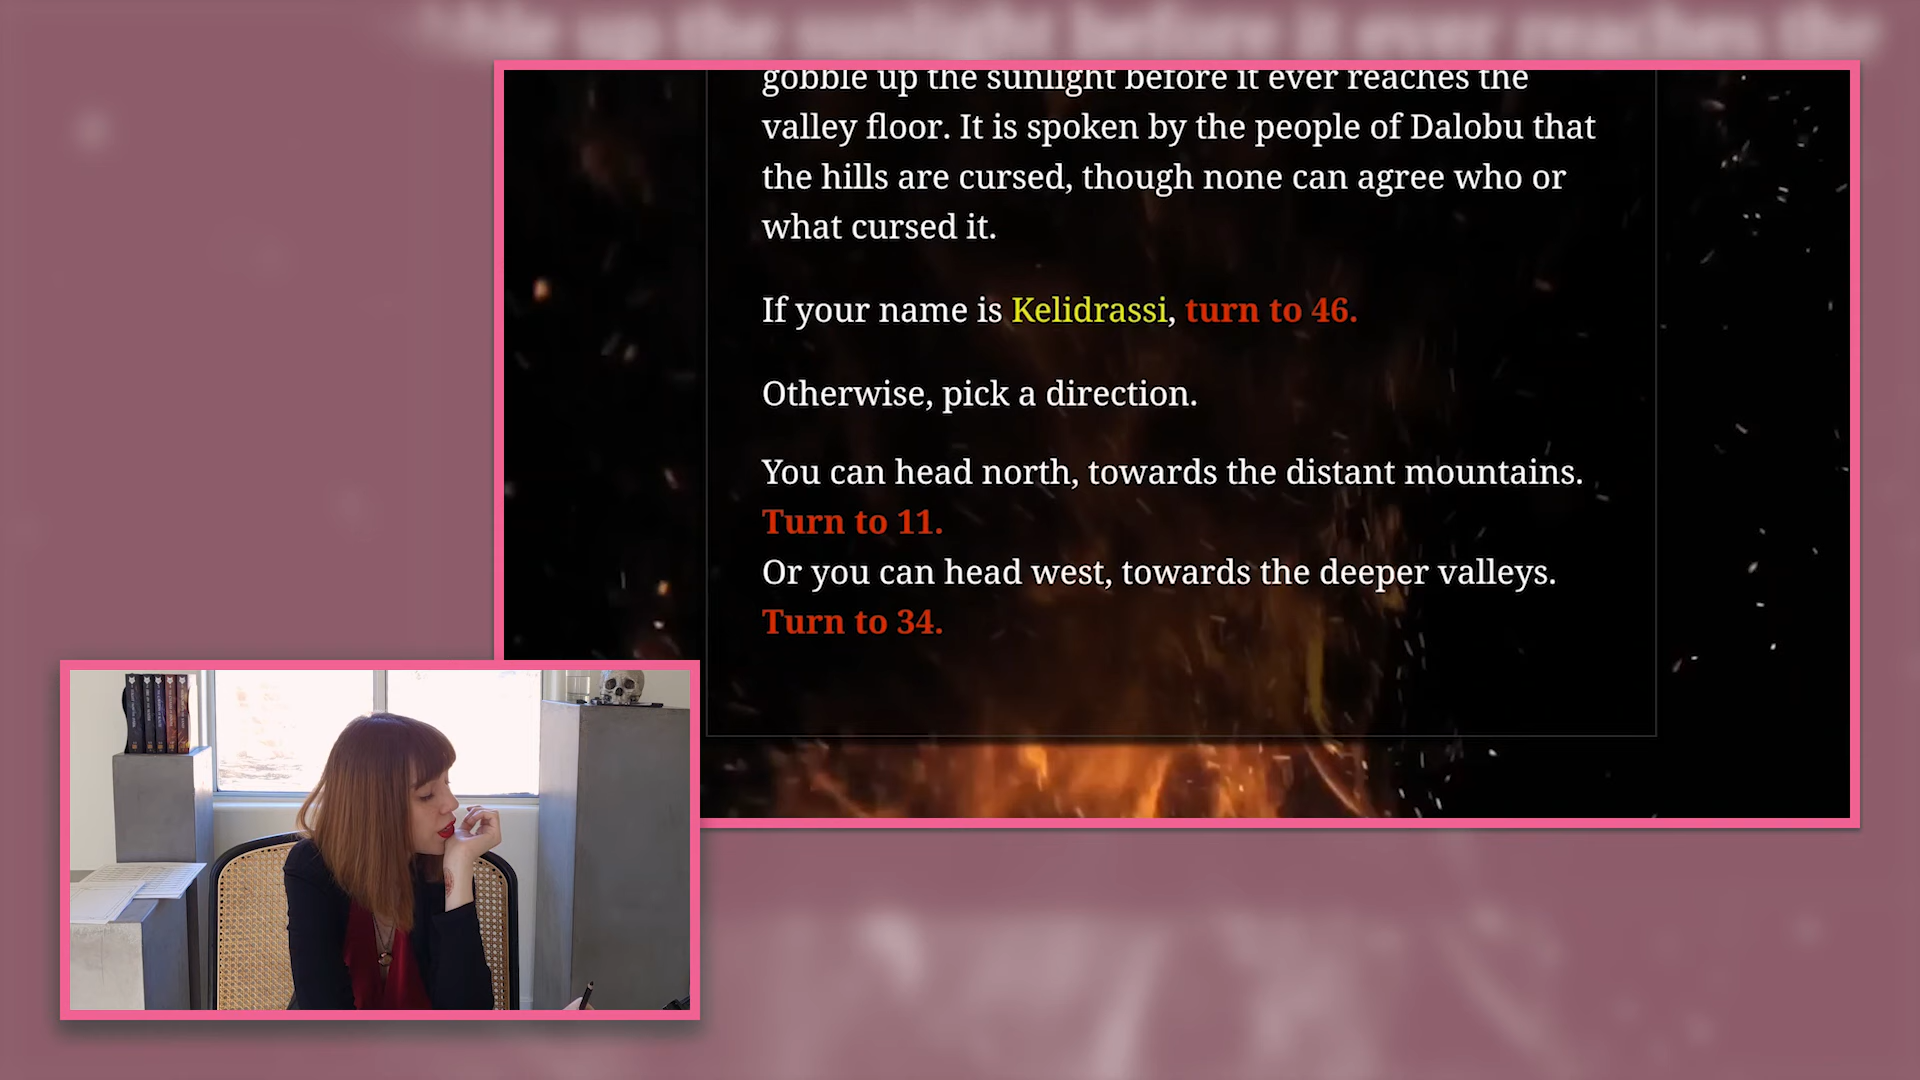 gobble up the sunlight before it ever reaches the
valley floor. It is spoken by the people of Dalobu that
the hills are cursed, though none can agree who or
what cursed it.
If your name is Kelidrassi, turn to 46.
Otherwise, pick a direction.
You can head north, towards the distant mountains.
Turn to 11.
Or you can head west, towards the deeper valleys.
Turn to 34.